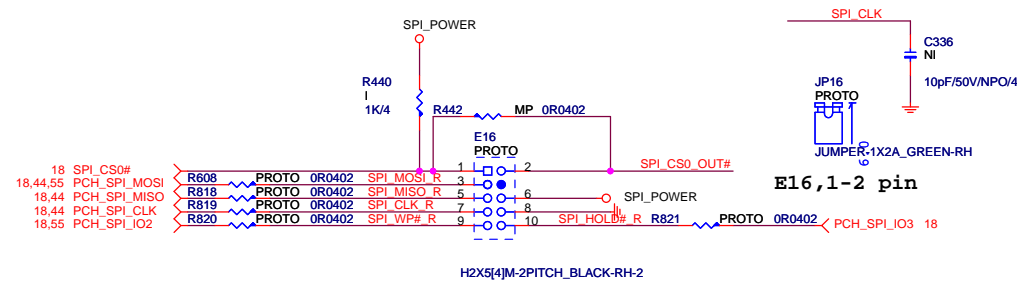 SPI_CLK
SPI_POWER
C336
NI
10pF/50V/NPO/4
R440
I
1K/4
JP16
PROTO
R442 MP 0R0402
E16
PROTO
JUMPER-1X2A_GREEN-RH
E16,1-2 pin
18 SPI_CS0# 1 2 SPI_CS0_OUT#
18,44,55 PCH_SPI_MOSI R608 PROTO 0R0402 SPI_MOSI_R 3
18,44 PCH_SPI_MISO R818 PROTO 0R0402 SPI_MISO_R 5 6 SPI_POWER
18,44 PCH_SPI_CLK R819 PROTO 0R0402 SPI_CLK_R 7 8
18,55 PCH_SPI_IO2 R820 PROTO 0R0402 SPI_WP#_R 9 10 SPI_HOLD#_R R821 PROTO 0R0402 PCH_SPI_IO3 18
H2X5[4]M-2PITCH_BLACK-RH-2